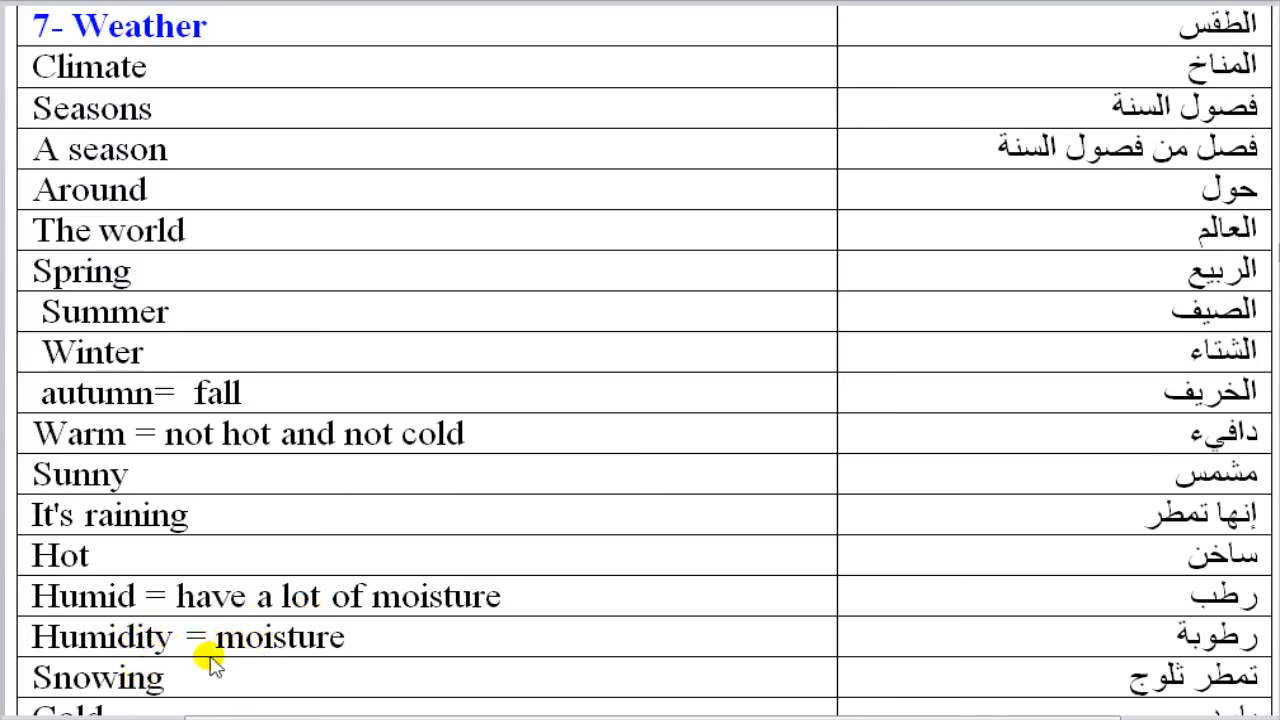 7- Weather الطقس
Climate المناخ
Seasons فصول السنة
A season فصل من فصول السنة
Around حول
The world العالم
Spring الربيع
Summer الصيف
Winter الشتاء
autumn= fall الخريف
Warm = not hot and not cold دافيء
Sunny مشمس
It's raining إنها تمطر
Hot ساخن
Humid = have a lot of moisture رطب
Humidity = moisture رطوبة
Snowing تمطر ثلوج
Cold